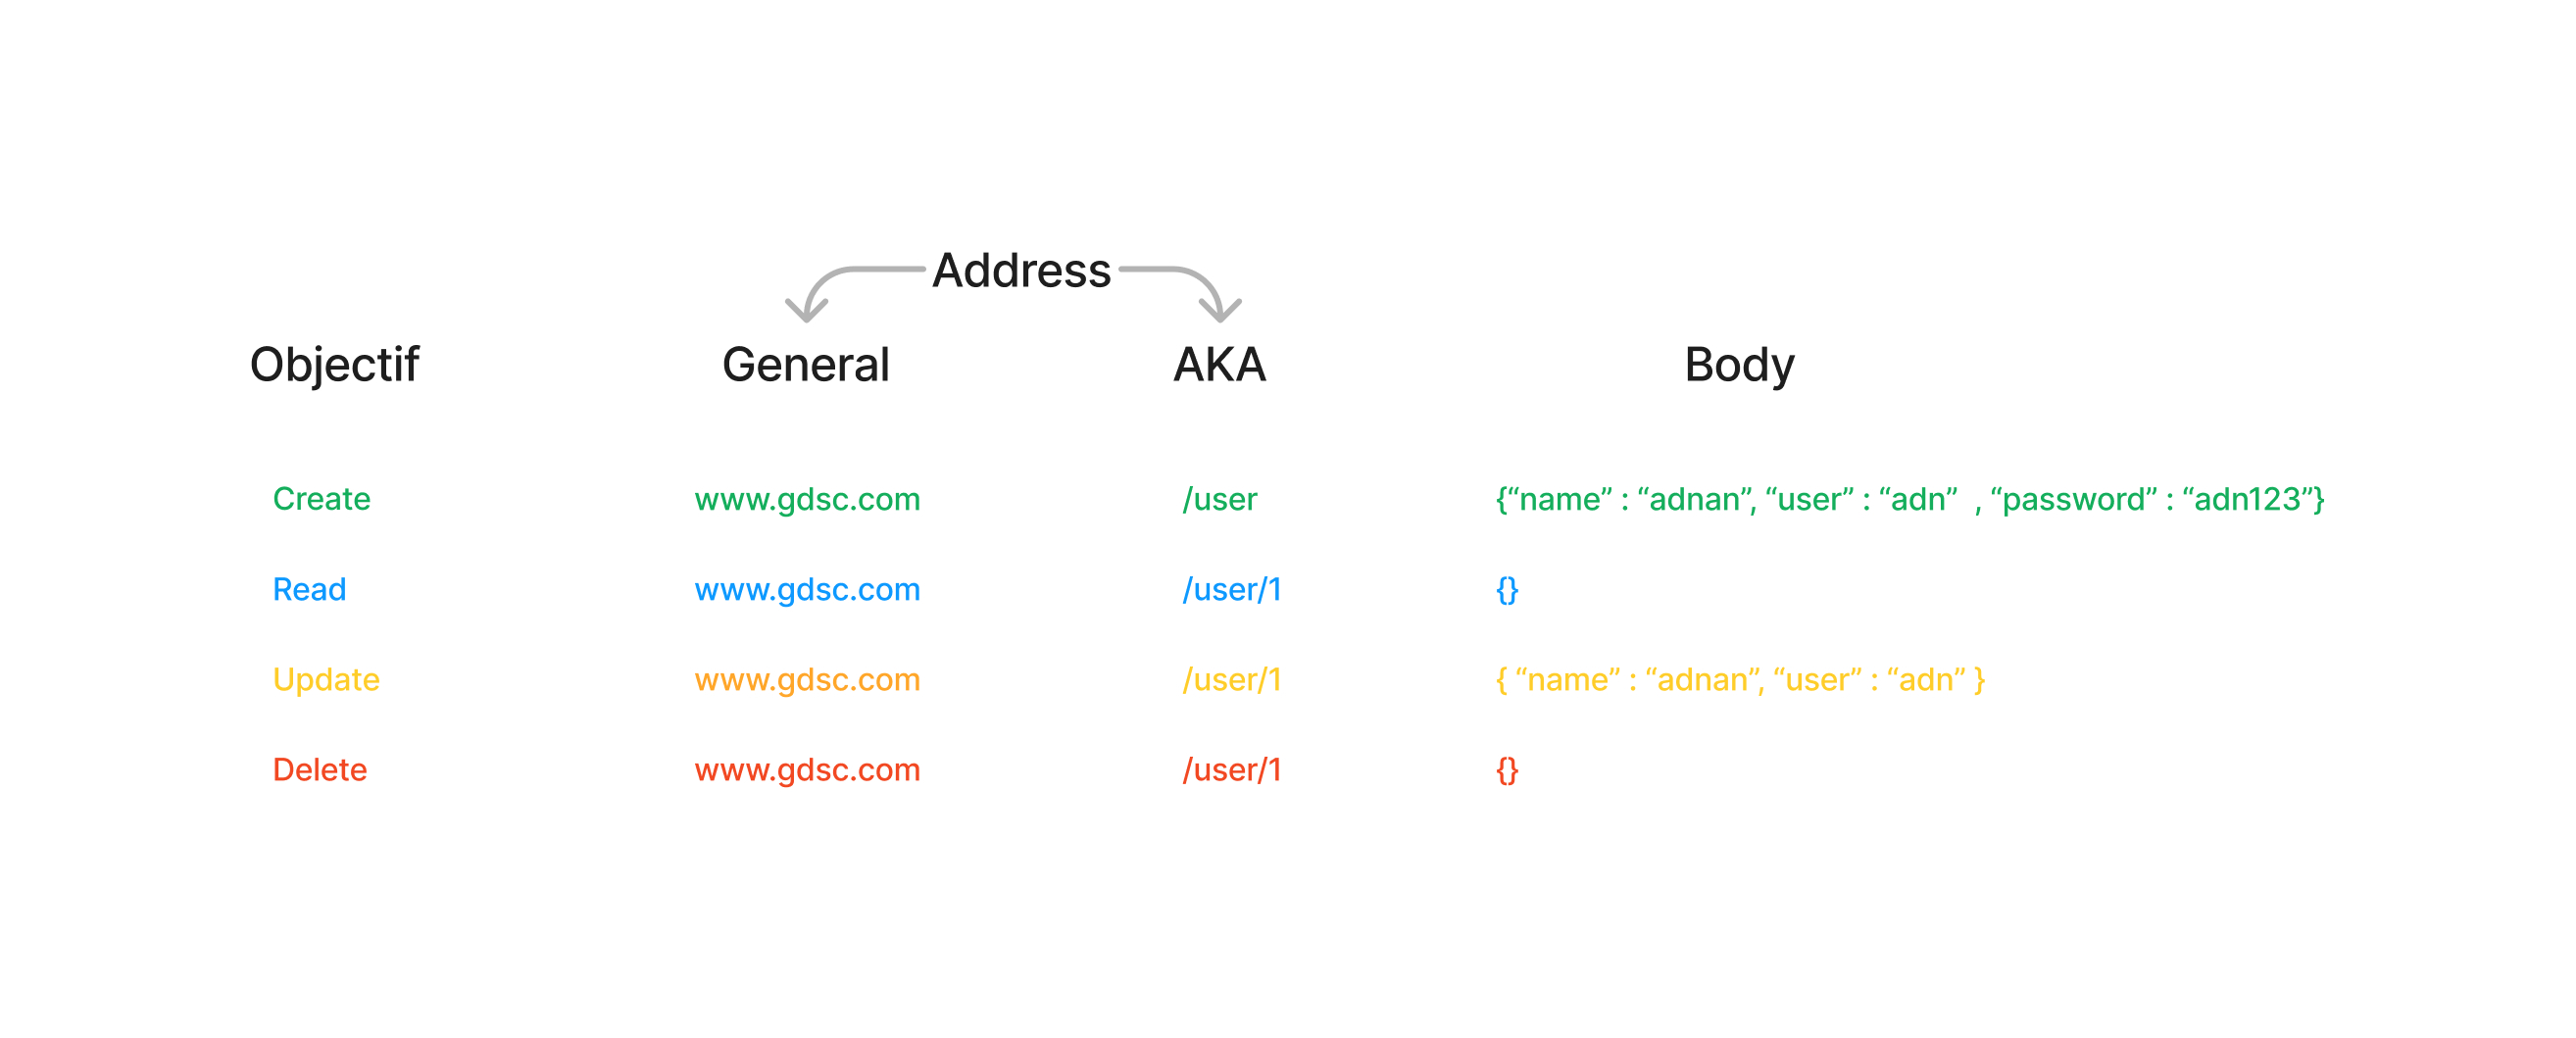 Address
Objectif General AKA Body
Create www.gdsc.com /user {“name” : “adnan”, “user” : “adn”  , “password” : “adn123”}
Read www.gdsc.com /user/1 {}
Update www.gdsc.com /user/1 { “name” : “adnan”, “user” : “adn” }
Delete www.gdsc.com /user/1 {}